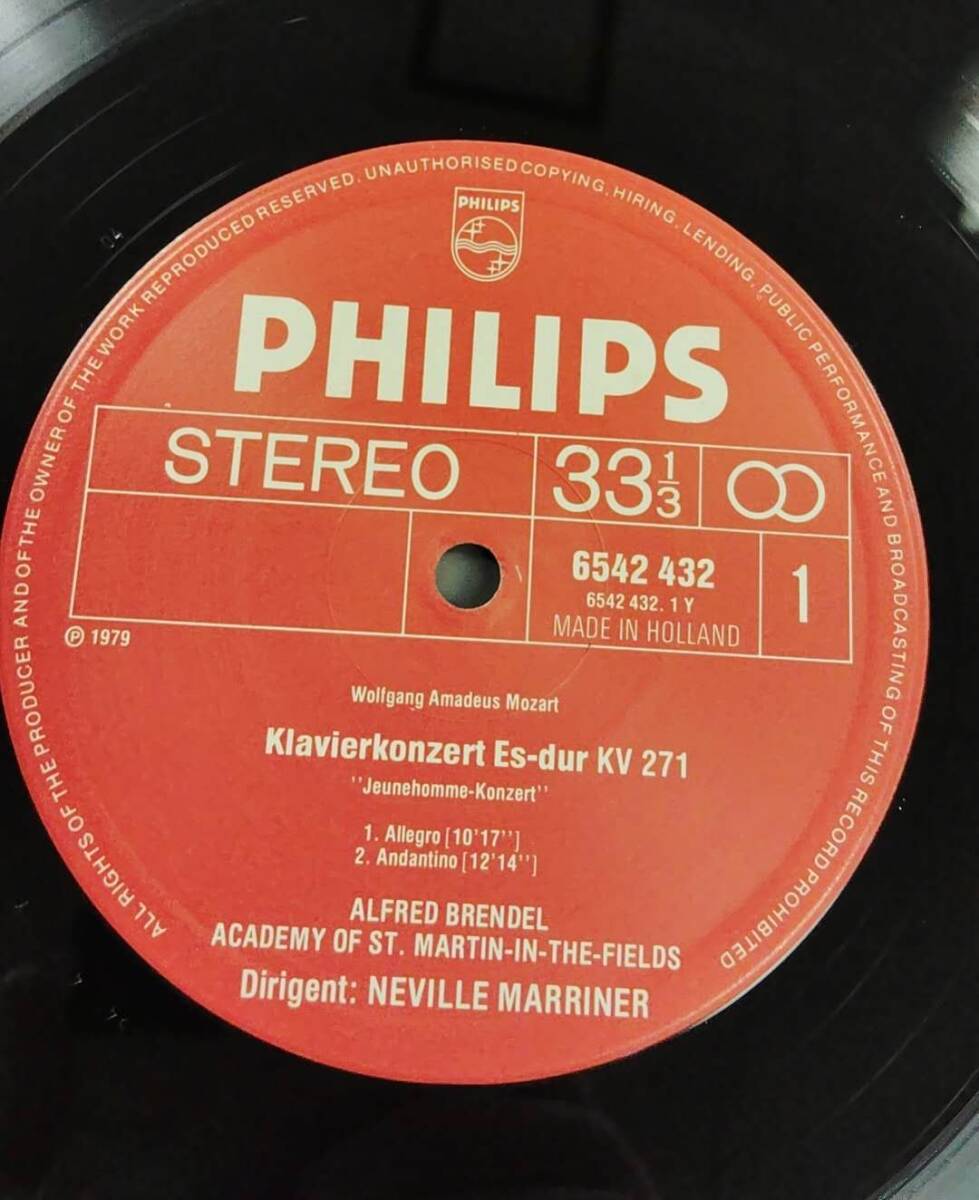 ALL RIGHTS OF THE PRODUCER AND OF THE OWNER OF THE WORK REPRODUCED RESERVED. UNAUTHORISED COPYING, HIRING, LENDING, PUBLIC PERFORMANCE AND BROADCASTING OF THIS RECORD PROHIBITED
PHILIPS
PHILIPS
STEREO 33 1/3
6542 432 1
6542 432. 1 Y
MADE IN HOLLAND
Ⓟ 1979
Wolfgang Amadeus Mozart
Klavierkonzert Es-dur KV 271
''Jeunehomme-Konzert''
1. Allegro [10'17'']
2. Andantino [12'14'']
ALFRED BRENDEL
ACADEMY OF ST. MARTIN-IN-THE-FIELDS
Dirigent: NEVILLE MARRINER